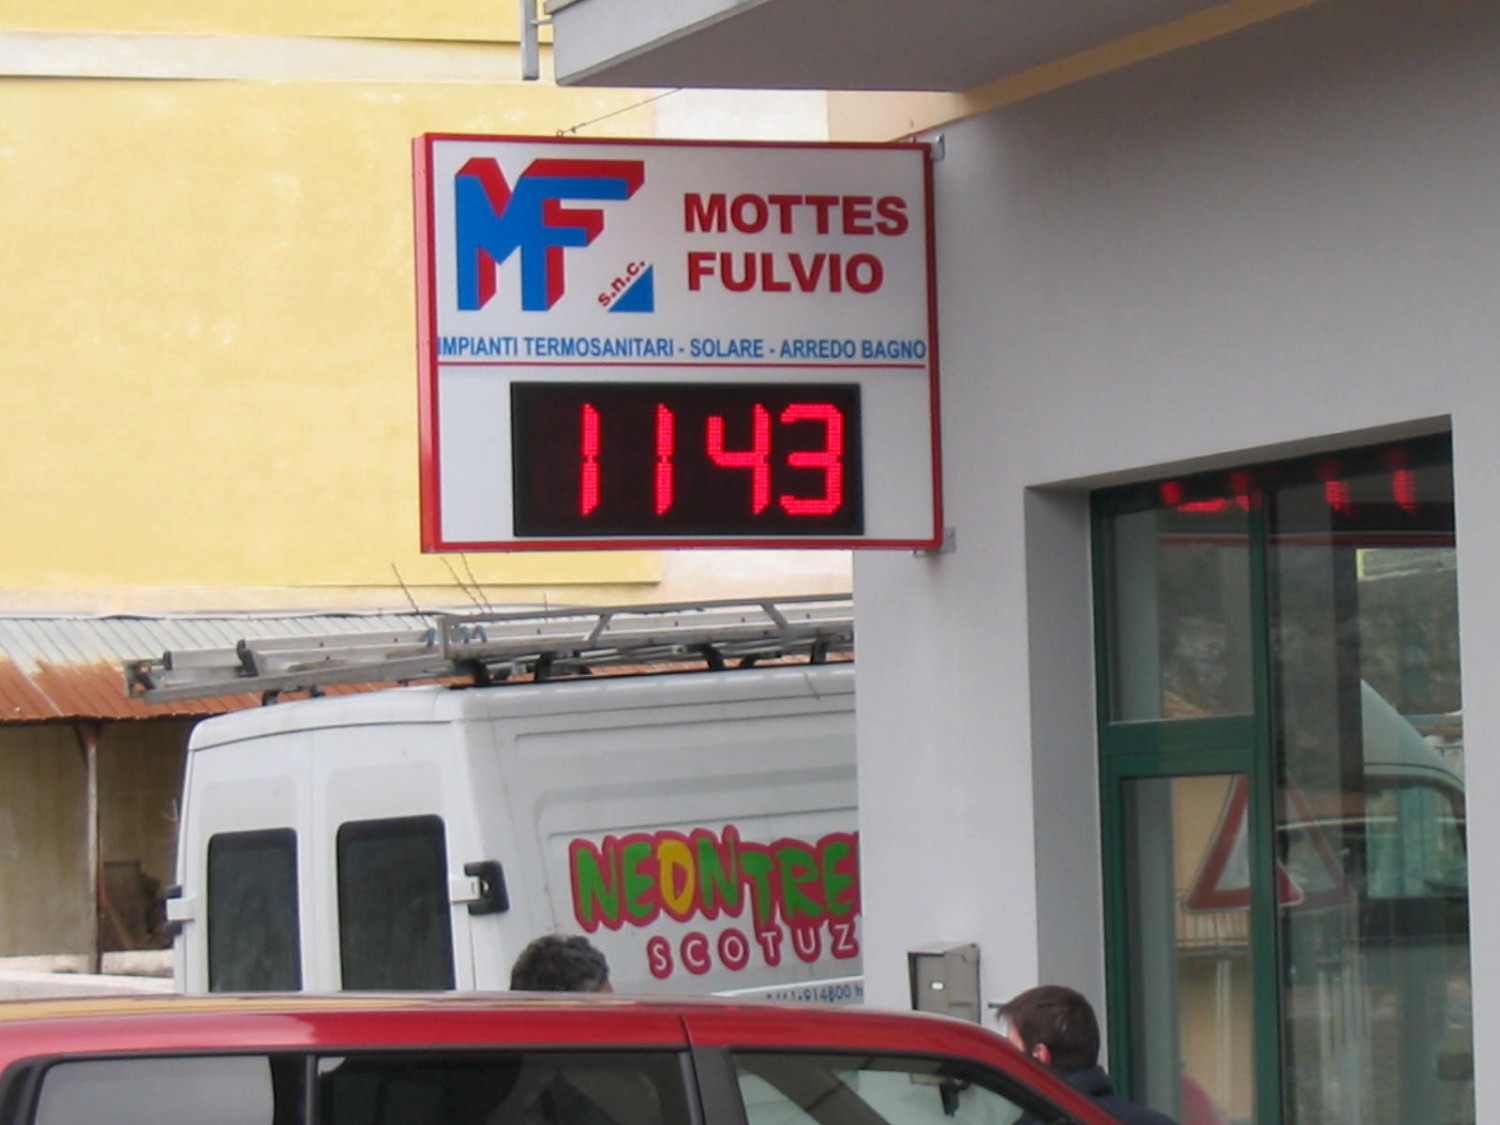 MF
s.n.c.
MOTTES
FULVIO
IMPIANTI TERMOSANITARI - SOLARE - ARREDO BAGNO
1143
NEONTRE
SCOTUZ